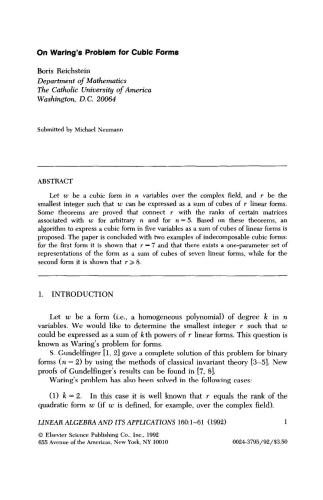 On Waring's Problem for Cubic Forms
Boris Reichstein
Department of Mathematics
The Catholic University of America
Washington, D.C. 20064
Submitted by Michael Neumann
ABSTRACT
Let w be a cubic form in n variables over the complex field, and r be the
smallest integer such that w can be expressed as a sum of cubes of r linear forms.
Some theorems are proved that connect r with the ranks of certain matrices
associated with w for arbitrary n and for n = 5. Based on these theorems, an
algorithm to express a cubic form in five variables as a sum of cubes of linear forms is
proposed. The paper is concluded with two examples of indecomposable cubic forms:
for the first form it is shown that r = 7 and that there exists a one-parameter set of
representations of the form as a sum of cubes of seven linear forms, while for the
second form it is shown that r ⩾ 8.
1. INTRODUCTION
Let w be a form (i.e., a homogeneous polynomial) of degree k in n
variables. We would like to determine the smallest integer r such that w
could be expressed as a sum of kth powers of r linear forms. This question is
known as Waring's problem for forms.
S. Gundelfinger [1, 2] gave a complete solution of this problem for binary
forms (n = 2) by using the methods of classical invariant theory [3–5]. New
proofs of Gundelfinger's results can be found in [7, 8].
Waring's problem has also been solved in the following cases:
(1) k = 2. In this case it is well known that r equals the rank of the
quadratic form w (if w is defined, for example, over the complex field).
LINEAR ALGEBRA AND ITS APPLICATIONS 160:1–61 (1992) 1
© Elsevier Science Publishing Co., Inc., 1992
655 Avenue of the Americas, New York, NY 10010 0024-3795/92/$3.50